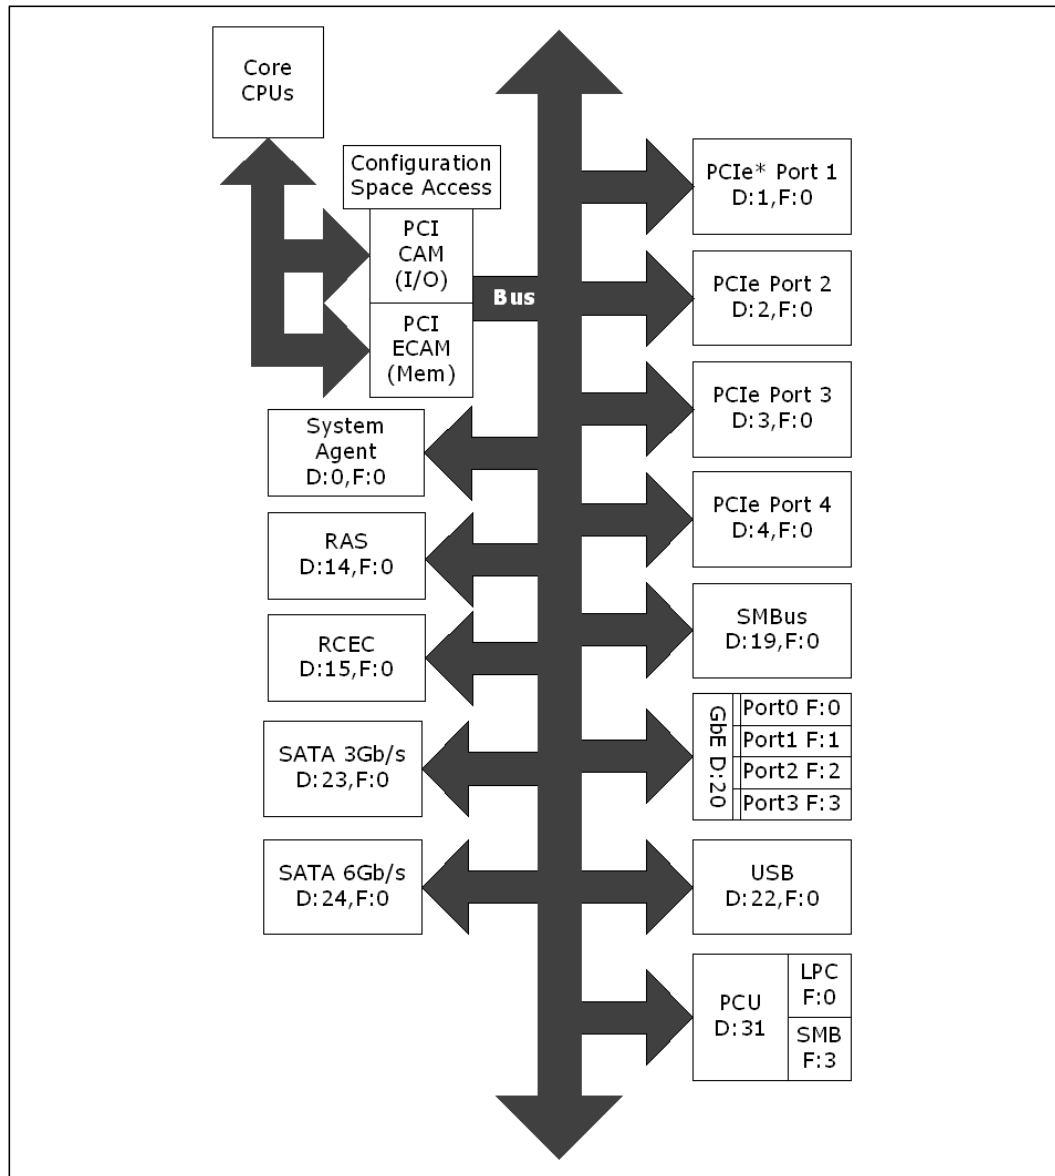 Core
CPUs
Configuration
Space Access
PCI
CAM
(I/O)
PCI
ECAM
(Mem)
Bus
System
Agent
D:0,F:0
RAS
D:14,F:0
RCEC
D:15,F:0
SATA 3Gb/s
D:23,F:0
SATA 6Gb/s
D:24,F:0
PCIe* Port 1
D:1,F:0
PCIe Port 2
D:2,F:0
PCIe Port 3
D:3,F:0
PCIe Port 4
D:4,F:0
SMBus
D:19,F:0
GbE D:20
Port0 F:0
Port1 F:1
Port2 F:2
Port3 F:3
USB
D:22,F:0
PCU
D:31
LPC
F:0
SMB
F:3